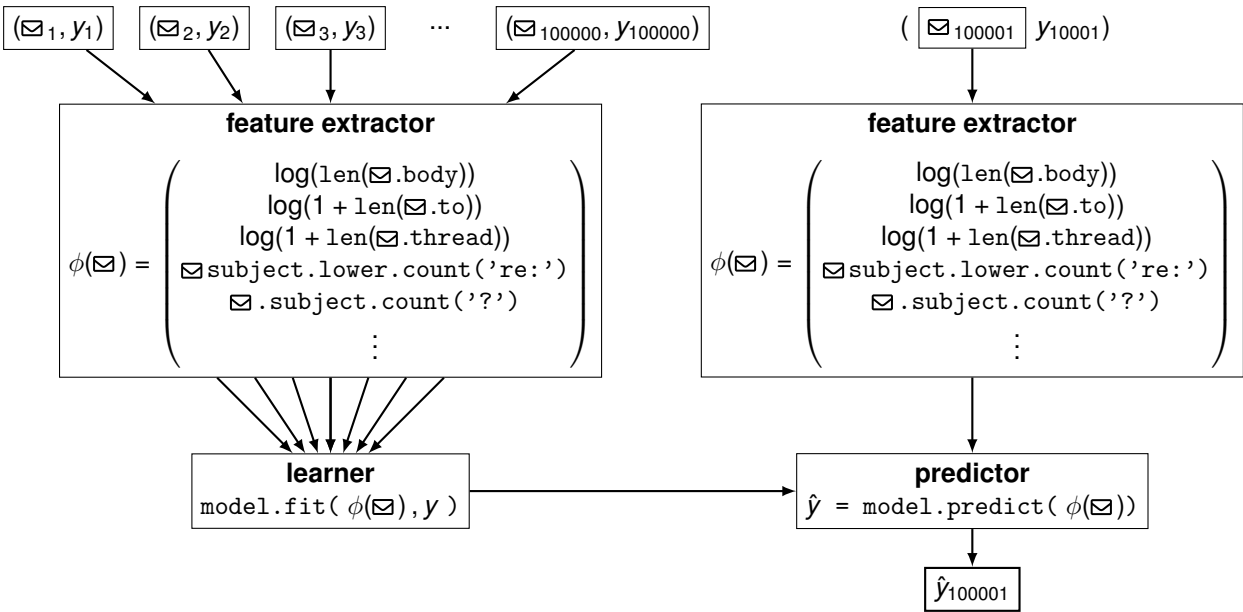 (✉1, y1) (✉2, y2) (✉3, y3) ··· (✉100000, y100000) ( ✉100001 y10001)
feature extractor
ϕ(✉) =
log(len(✉.body))
log(1 + len(✉.to))
log(1 + len(✉.thread))
✉subject.lower.count('re:')
✉.subject.count('?')
⋮
feature extractor
ϕ(✉) =
log(len(✉.body))
log(1 + len(✉.to))
log(1 + len(✉.thread))
✉subject.lower.count('re:')
✉.subject.count('?')
⋮
learner
model.fit( ϕ(✉), y )
predictor
ŷ = model.predict( ϕ(✉))
ŷ100001